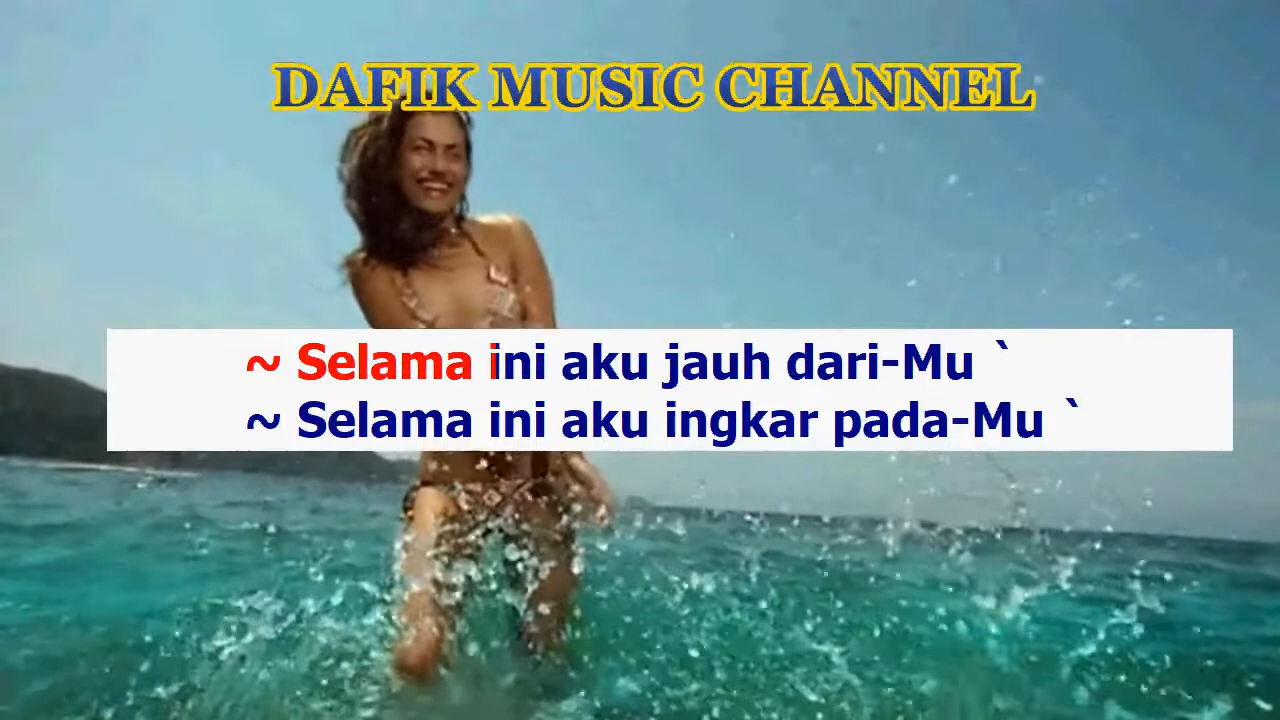 DAFIK MUSIC CHANNEL
~ Selama ini aku jauh dari-Mu `
~ Selama ini aku ingkar pada-Mu `